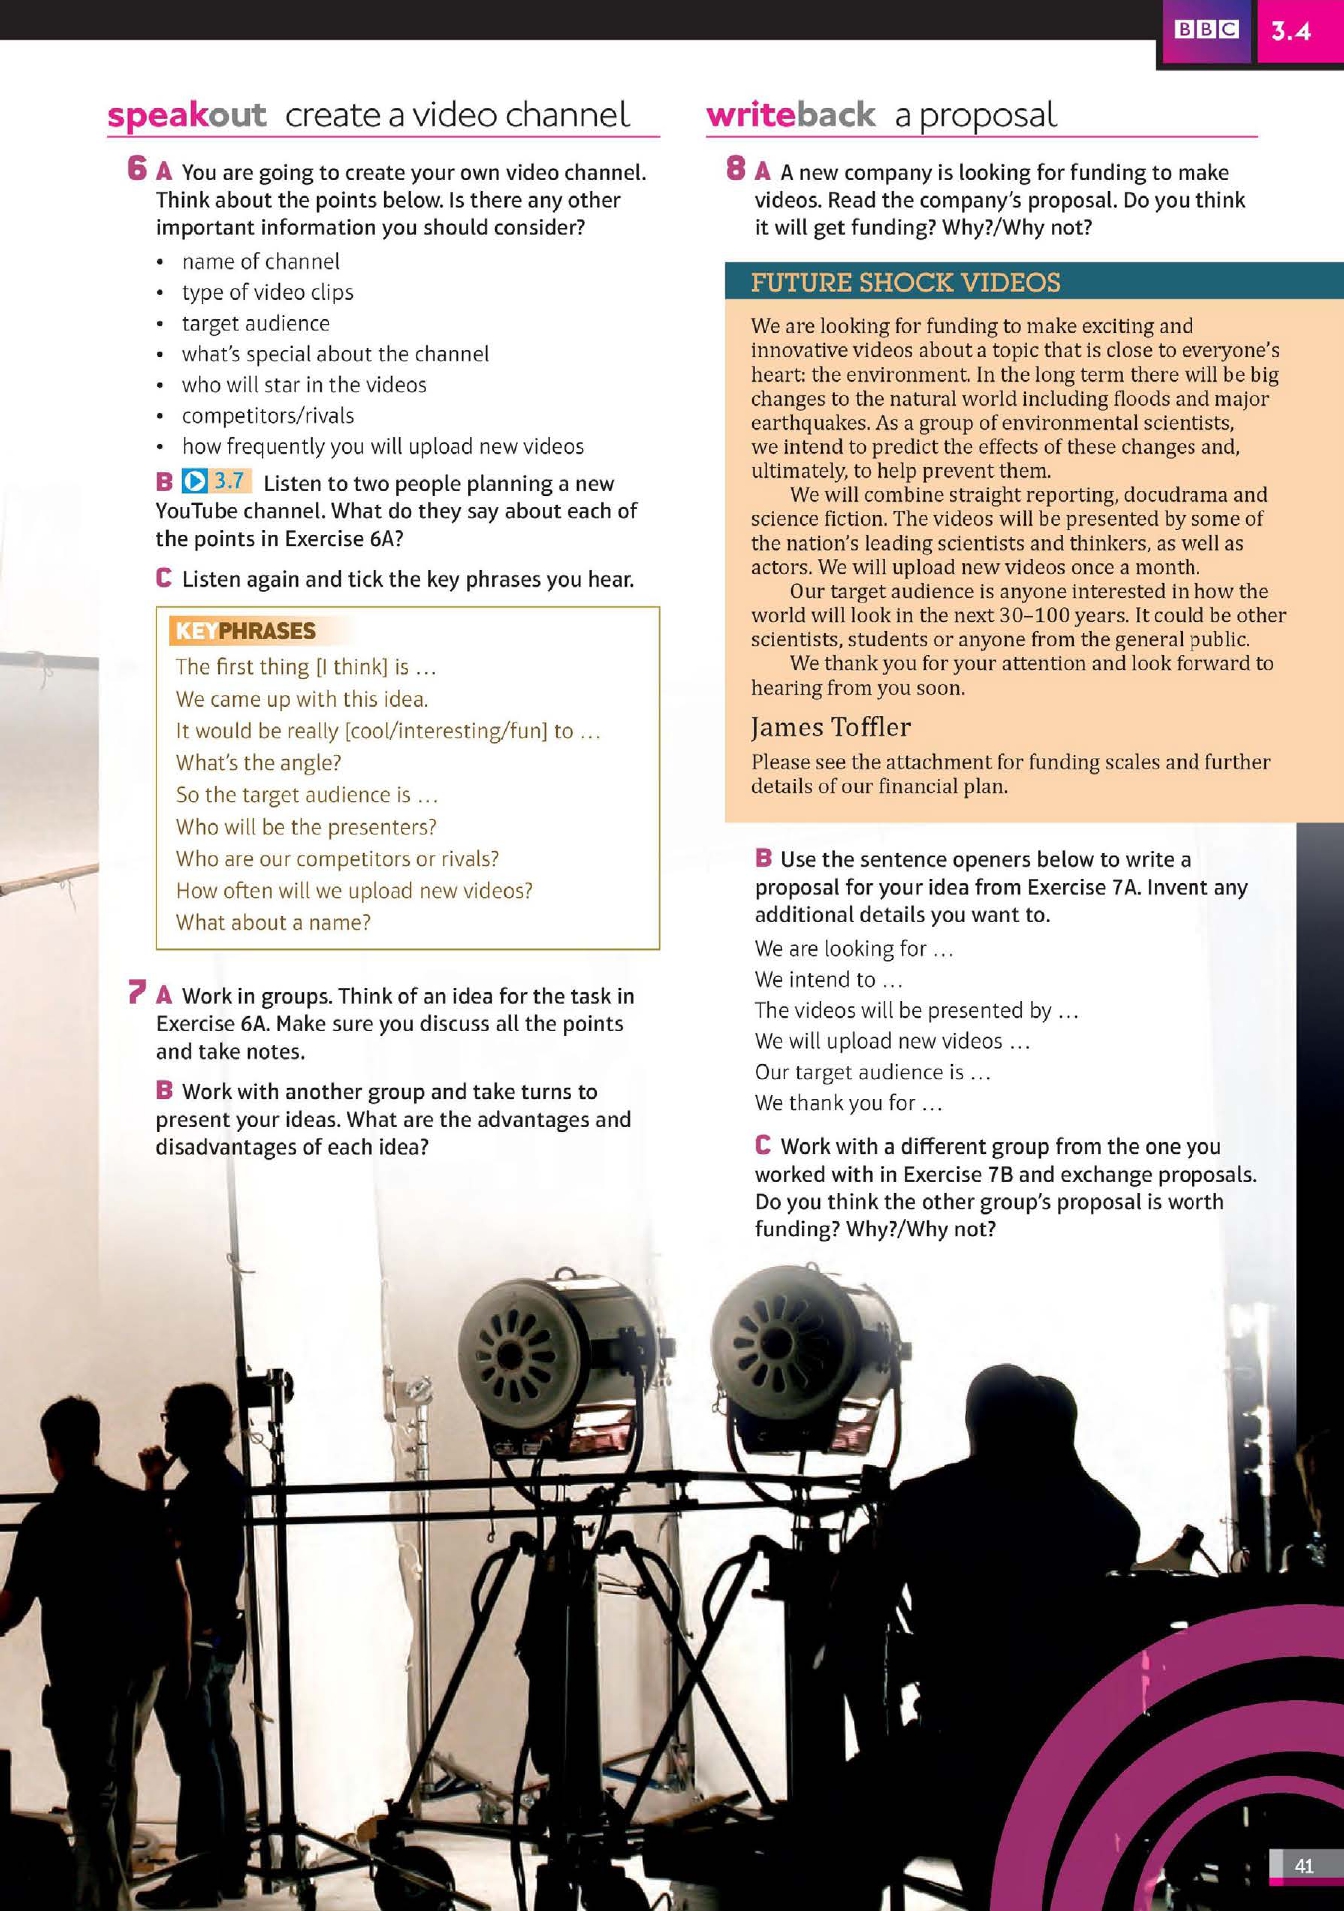 BBC 3.4
speakout create a video channel
6 A You are going to create your own video channel.
Think about the points below. Is there any other
important information you should consider?
• name of channel
• type of video clips
• target audience
• what's special about the channel
• who will star in the videos
• competitors/rivals
• how frequently you will upload new videos
B 3.7 Listen to two people planning a new
YouTube channel. What do they say about each of
the points in Exercise 6A?
C Listen again and tick the key phrases you hear.
KEYPHRASES
The first thing [I think] is ...
We came up with this idea.
It would be really [cool/interesting/fun] to ...
What's the angle?
So the target audience is ...
Who will be the presenters?
Who are our competitors or rivals?
How often will we upload new videos?
What about a name?
7 A Work in groups. Think of an idea for the task in
Exercise 6A. Make sure you discuss all the points
and take notes.
B Work with another group and take turns to
present your ideas. What are the advantages and
disadvantages of each idea?
writeback a proposal
8 A A new company is looking for funding to make
videos. Read the company's proposal. Do you think
it will get funding? Why?/Why not?
FUTURE SHOCK VIDEOS
We are looking for funding to make exciting and
innovative videos about a topic that is close to everyone's
heart: the environment. In the long term there will be big
changes to the natural world including floods and major
earthquakes. As a group of environmental scientists,
we intend to predict the effects of these changes and,
ultimately, to help prevent them.
We will combine straight reporting, docudrama and
science fiction. The videos will be presented by some of
the nation's leading scientists and thinkers, as well as
actors. We will upload new videos once a month.
Our target audience is anyone interested in how the
world will look in the next 30–100 years. It could be other
scientists, students or anyone from the general public.
We thank you for your attention and look forward to
hearing from you soon.
James Toffler
Please see the attachment for funding scales and further
details of our financial plan.
B Use the sentence openers below to write a
proposal for your idea from Exercise 7A. Invent any
additional details you want to.
We are looking for ...
We intend to ...
The videos will be presented by ...
We will upload new videos ...
Our target audience is ...
We thank you for ...
C Work with a different group from the one you
worked with in Exercise 7B and exchange proposals.
Do you think the other group's proposal is worth
funding? Why?/Why not?
41